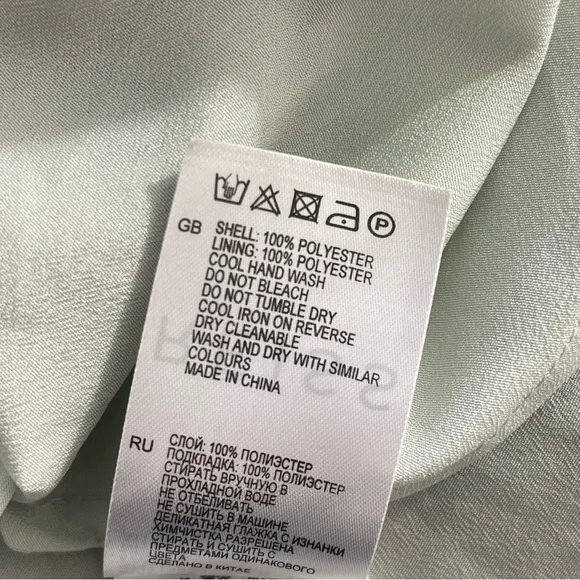 P
GB SHELL: 100% POLYESTER
LINING: 100% POLYESTER
COOL HAND WASH
DO NOT BLEACH
DO NOT TUMBLE DRY
COOL IRON ON REVERSE
DRY CLEANABLE
WASH AND DRY WITH SIMILAR
COLOURS
MADE IN CHINA
RU СЛОЙ: 100% ПОЛИЭСТЕР
ПОДКЛАДКА: 100% ПОЛИЭСТЕР
СТИРАТЬ ВРУЧНУЮ В
ПРОХЛАДНОЙ ВОДЕ
НЕ ОТБЕЛИВАТЬ
НЕ СУШИТЬ В МАШИНЕ
ДЕЛИКАТНАЯ ГЛАЖКА С ИЗНАНКИ
ХИМЧИСТКА РАЗРЕШЕНА
СТИРАТЬ И СУШИТЬ С
ПРЕДМЕТАМИ ОДИНАКОВОГО
ЦВЕТА
СДЕЛАНО В КИТАЕ